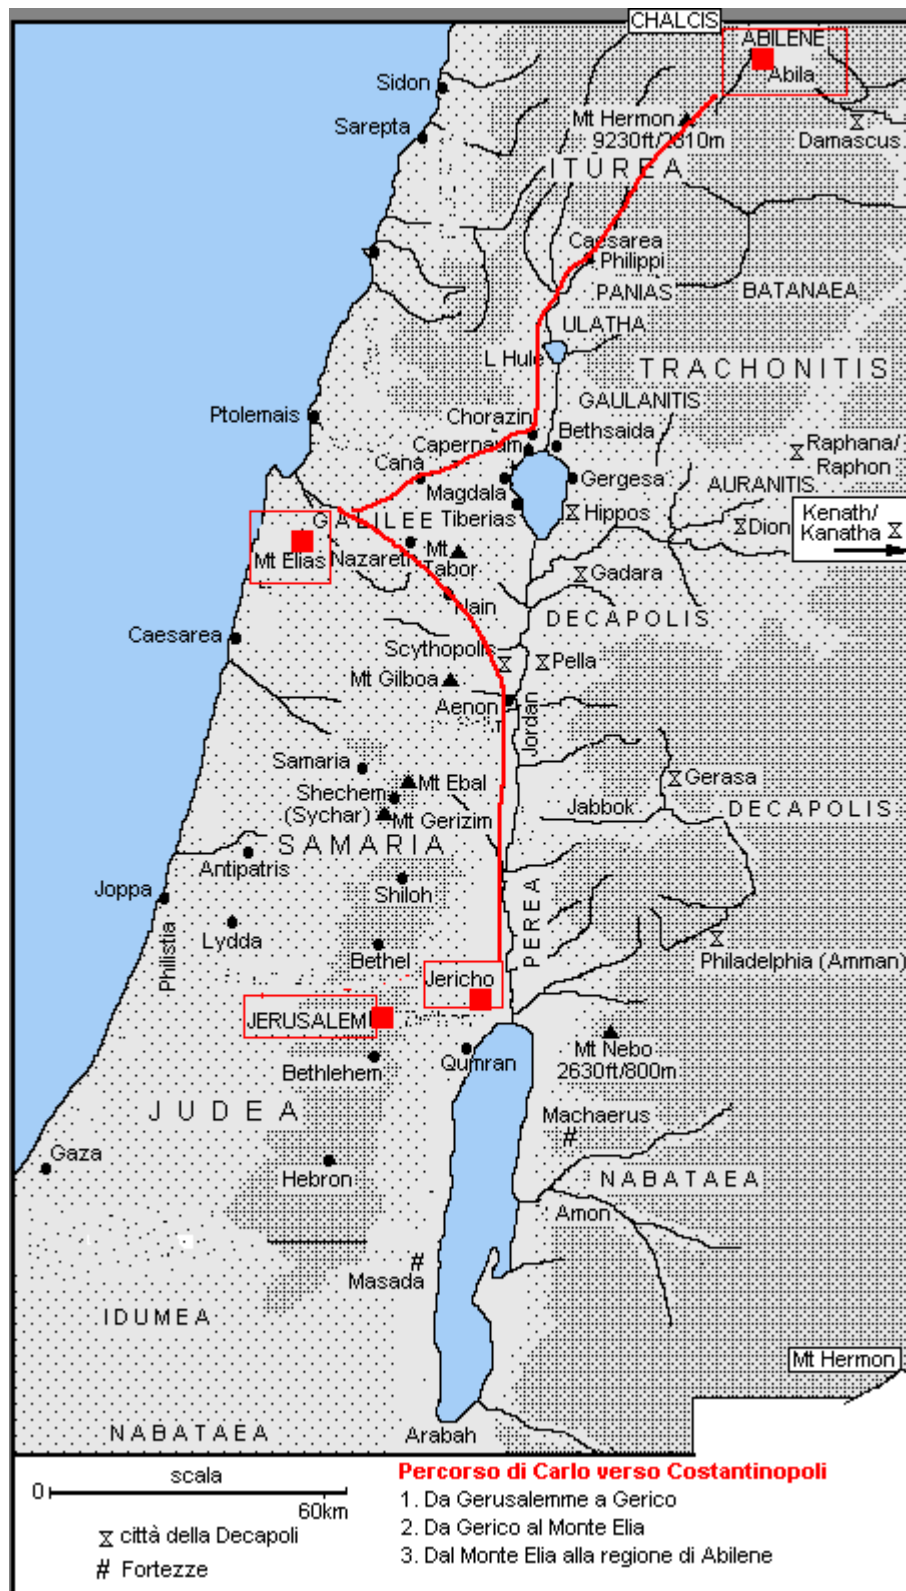 CHALCIS
ABILENE
Abila
Sidon
Mt Hermon
9230ft/2810m
Damascus
Sarepta
ITUREA
Caesarea
Philippi
PANIAS
BATANAEA
ULATHA
L Hule
TRACHONITIS
GAULANITIS
Ptolemais
Chorazin
Bethsaida
Capernaum
Raphana/
Raphon
Cana
Magdala
Gergesa
AURANITIS
Tiberias
Hippos
Dion
Kenath/
Kanatha
GALILEE
Mt Elias
Nazareth
Mt
Tabor
Gadara
Nain
DECAPOLIS
Caesarea
Scythopolis
Pella
Mt Gilboa
Aenon
Jordan
Samaria
Mt Ebal
Gerasa
Shechem
(Sychar)
Mt Gerizim
Jabbok
DECAPOLIS
SAMARIA
Antipatris
Joppa
Shiloh
PEREA
Philistia
Lydda
Bethel
Philadelphia (Amman)
Jericho
JERUSALEM
Qumran
Mt Nebo
2630ft/800m
Bethlehem
JUDEA
Machaerus
#
Gaza
Hebron
NABATAEA
Amon
#
Masada
IDUMEA
Mt Hermon
NABATAEA
Arabah
scala
0
60km
città della Decapoli
# Fortezze
Percorso di Carlo verso Costantinopoli
1. Da Gerusalemme a Gerico
2. Da Gerico al Monte Elia
3. Dal Monte Elia alla regione di Abilene